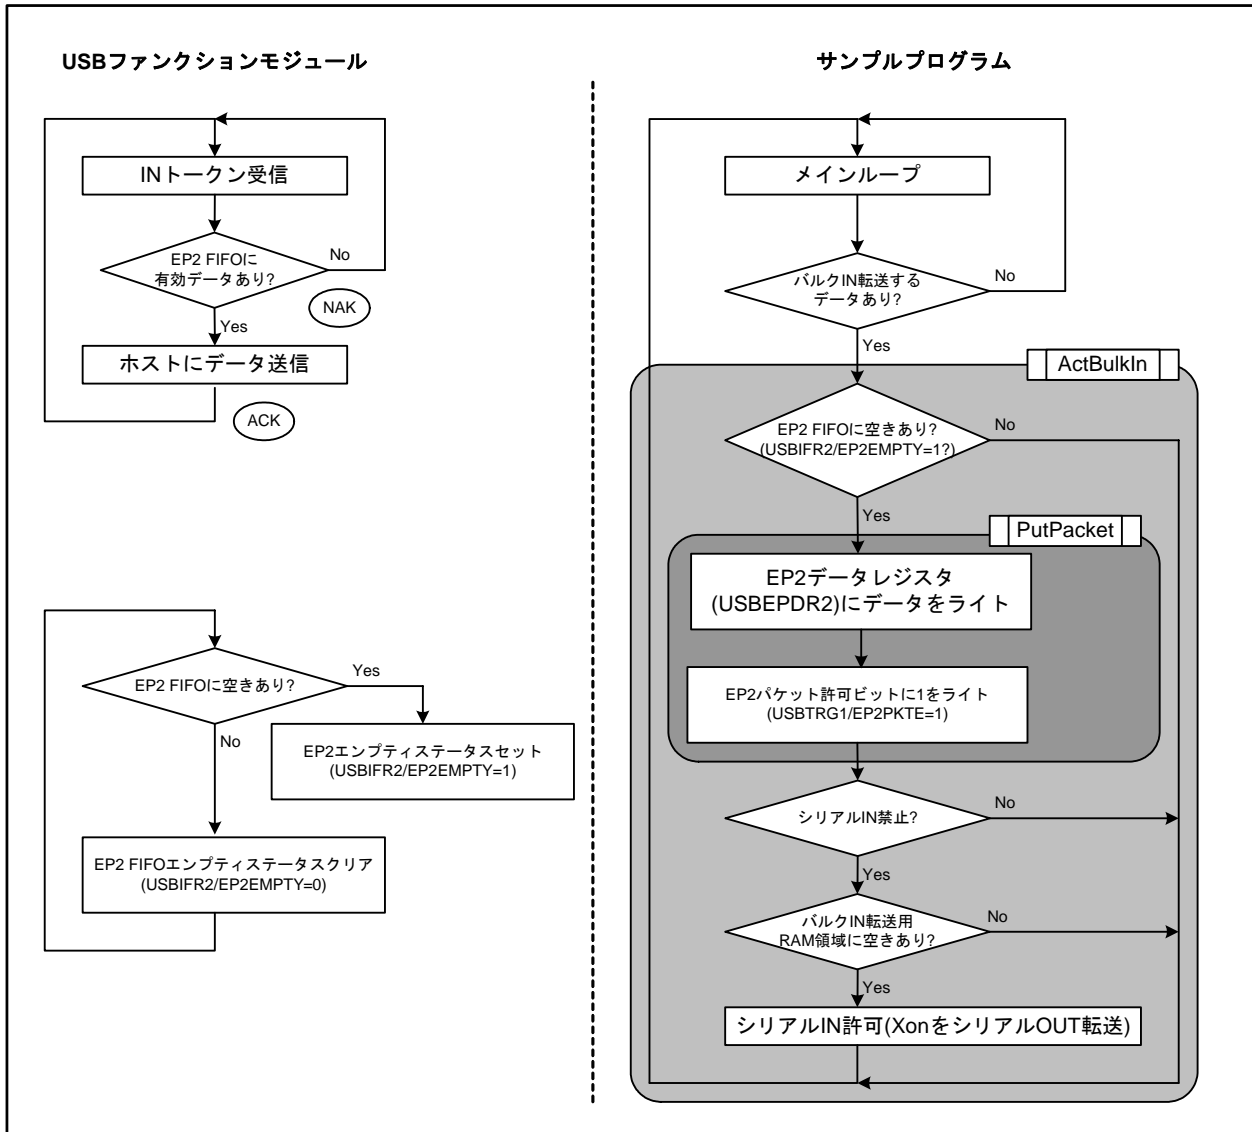 USBファンクションモジュール
INトークン受信
EP2 FIFOに
有効データあり?
No
NAK
Yes
ホストにデータ送信
ACK
EP2 FIFOに空きあり?
Yes
No
EP2エンプティステータスセット
(USBIFR2/EP2EMPTY=1)
EP2 FIFOエンプティステータスクリア
(USBIFR2/EP2EMPTY=0)
サンプルプログラム
メインループ
バルクIN転送する
データあり?
No
Yes
ActBulkIn
EP2 FIFOに空きあり?
(USBIFR2/EP2EMPTY=1?)
No
Yes
PutPacket
EP2データレジスタ
(USBEPDR2)にデータをライト
EP2パケット許可ビットに1をライト
(USBTRG1/EP2PKTE=1)
シリアルIN禁止?
No
Yes
バルクIN転送用
RAM領域に空きあり?
No
Yes
シリアルIN許可(XonをシリアルOUT転送)